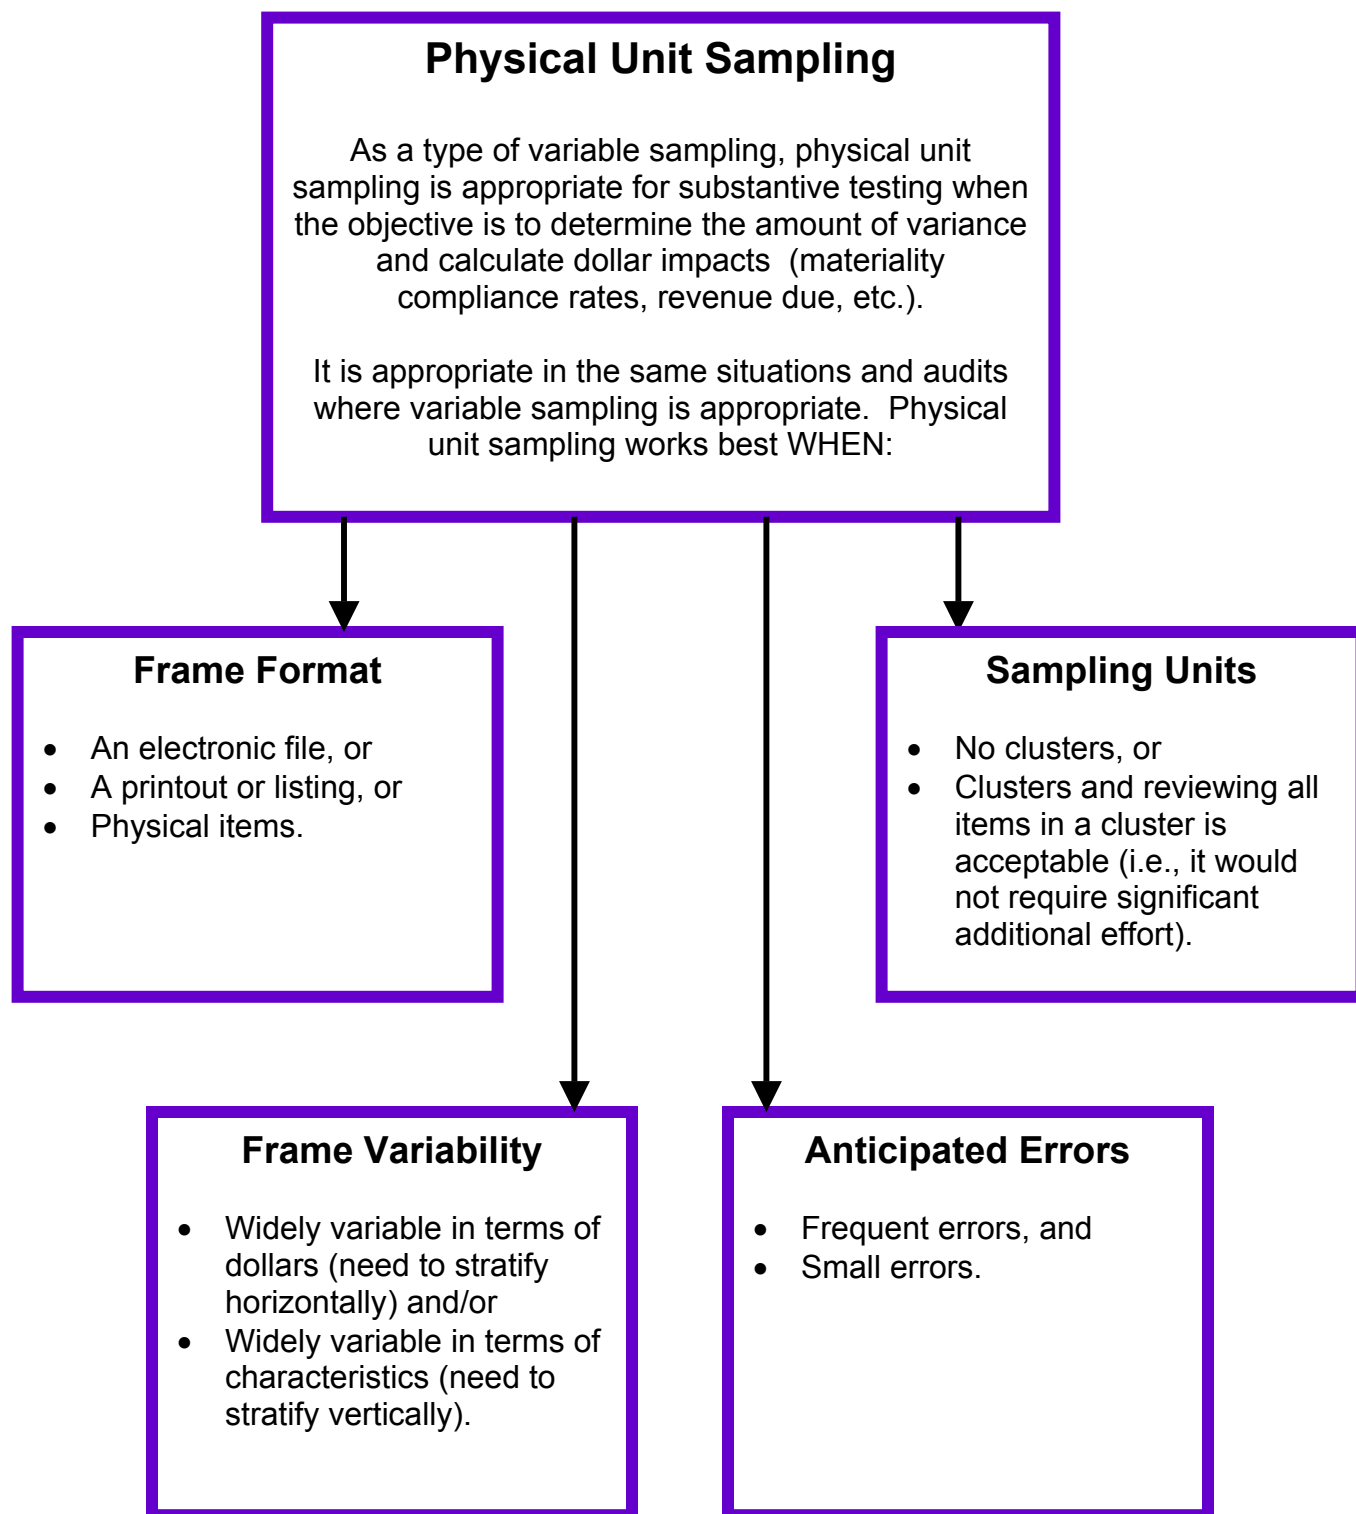 Physical Unit Sampling
As a type of variable sampling, physical unit
sampling is appropriate for substantive testing when
the objective is to determine the amount of variance
and calculate dollar impacts  (materiality
compliance rates, revenue due, etc.).
It is appropriate in the same situations and audits
where variable sampling is appropriate.  Physical
unit sampling works best WHEN:
Frame Format
• An electronic file, or
• A printout or listing, or
• Physical items.
Sampling Units
• No clusters, or
• Clusters and reviewing all
items in a cluster is
acceptable (i.e., it would
not require significant
additional effort).
Frame Variability
• Widely variable in terms of
dollars (need to stratify
horizontally) and/or
• Widely variable in terms of
characteristics (need to
stratify vertically).
Anticipated Errors
• Frequent errors, and
• Small errors.